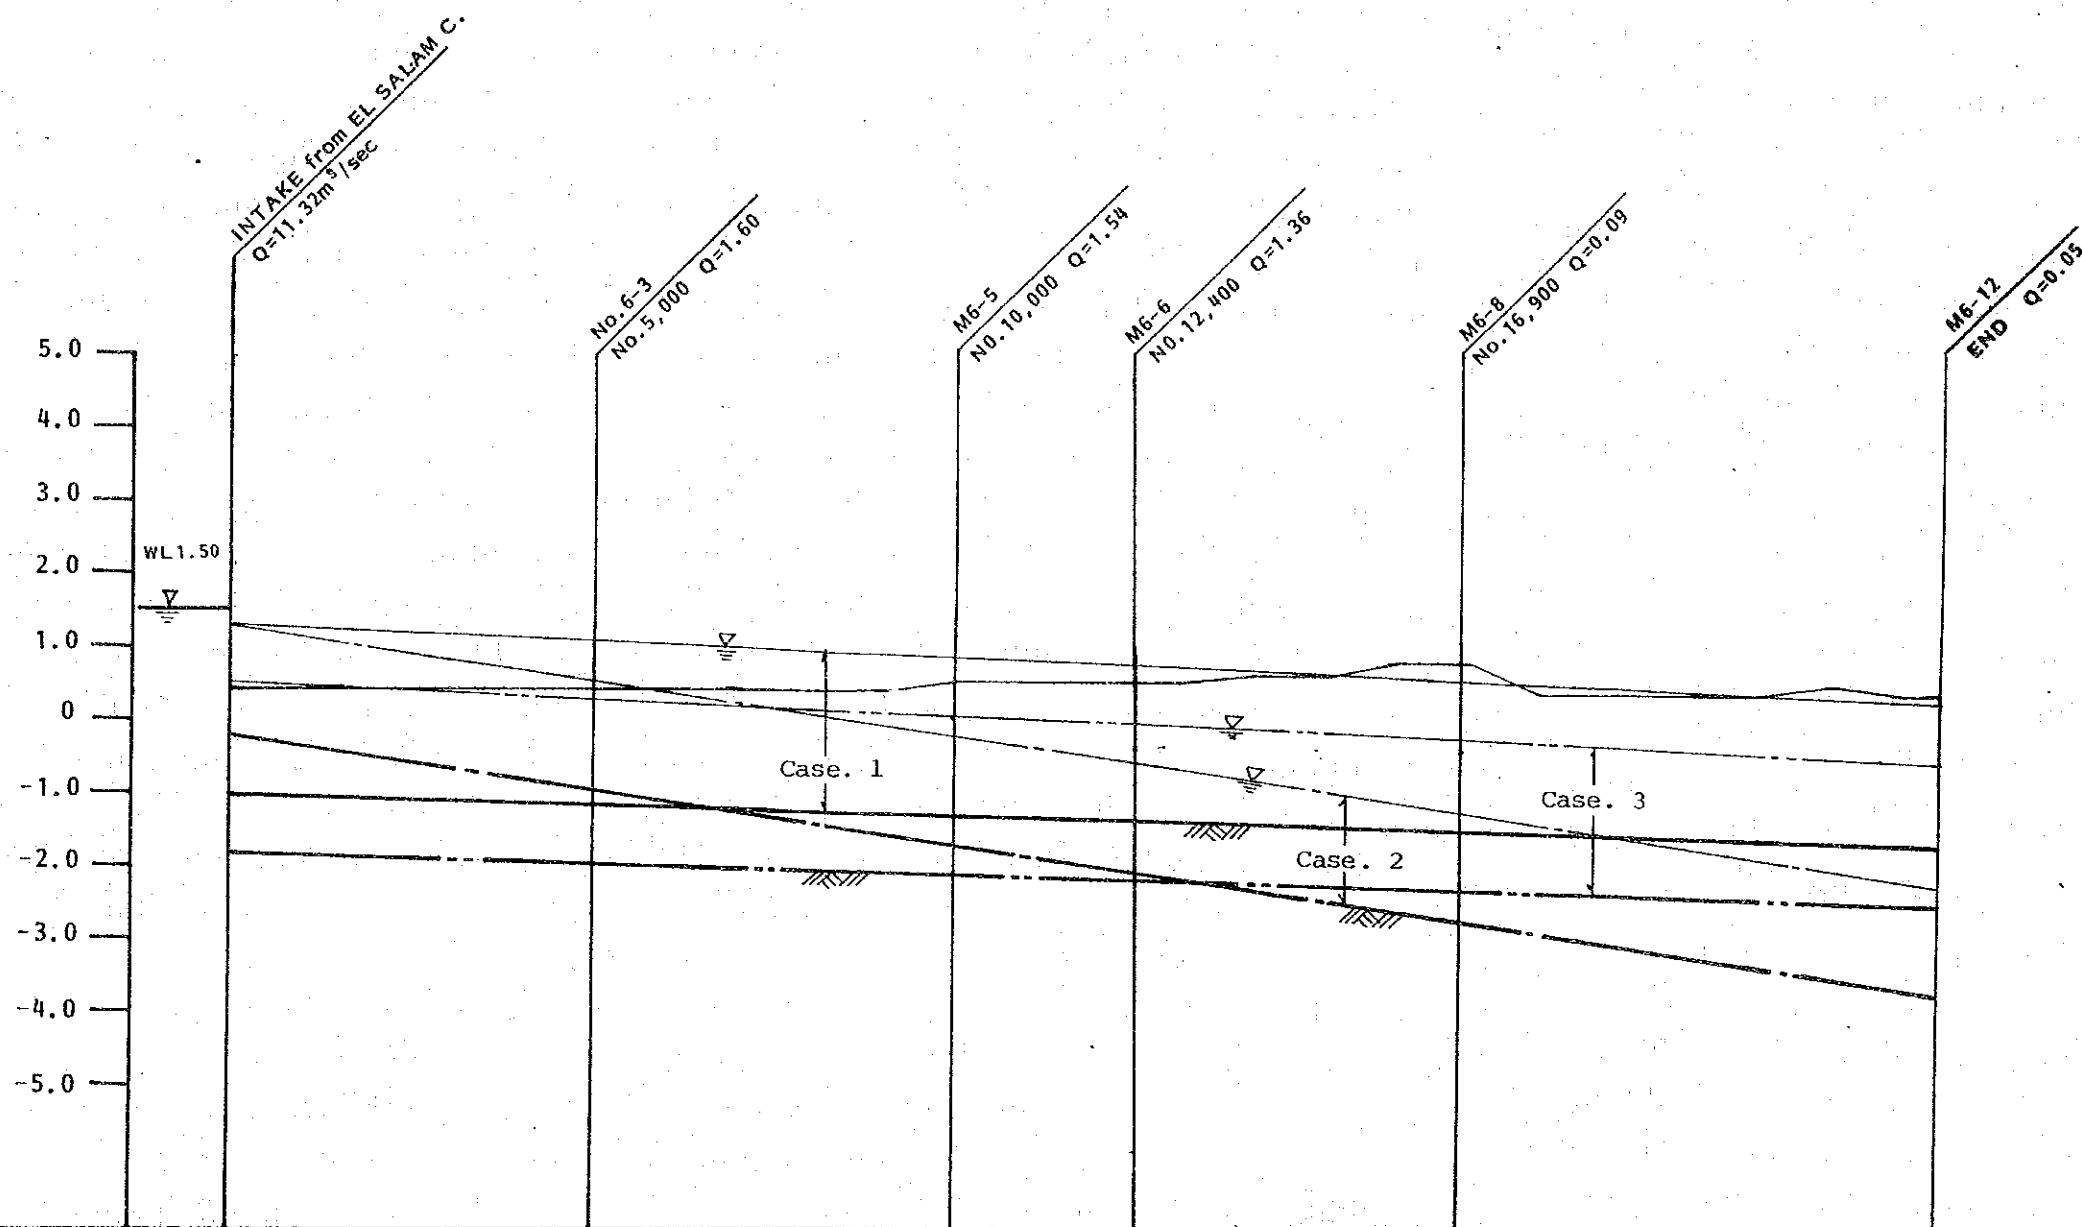 INTAKE from EL SALAM C.
Q=11.32m³/sec
No.6-3
No.5,000 Q=1.60
M6-5
N0.10,000 Q=1.54
M6-6
N0.12,400 Q=1.36
M6-8
No.16,900 Q=0.09
M6-12
END Q=0.05
5.0
4.0
3.0
WL1.50
2.0
1.0
0
Case. 1
-1.0
Case. 3
-2.0
Case. 2
-3.0
-4.0
-5.0